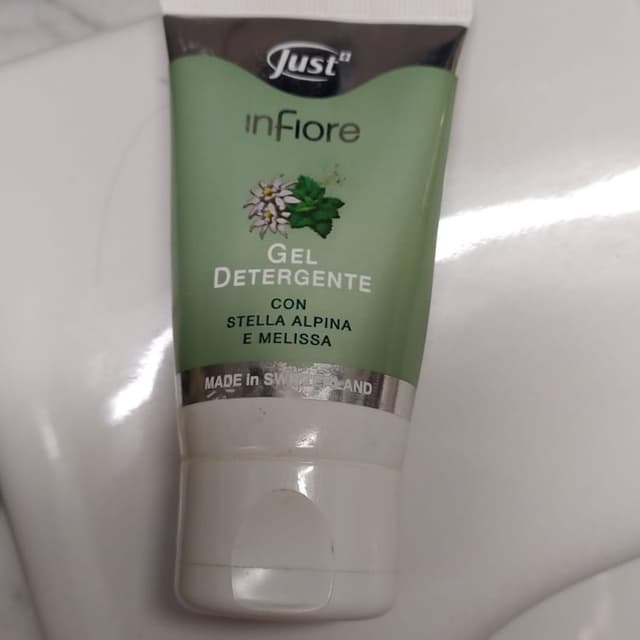 Just
inFiore
GEL
DETERGENTE
CON
STELLA ALPINA
E MELISSA
MADE in SWITZERLAND